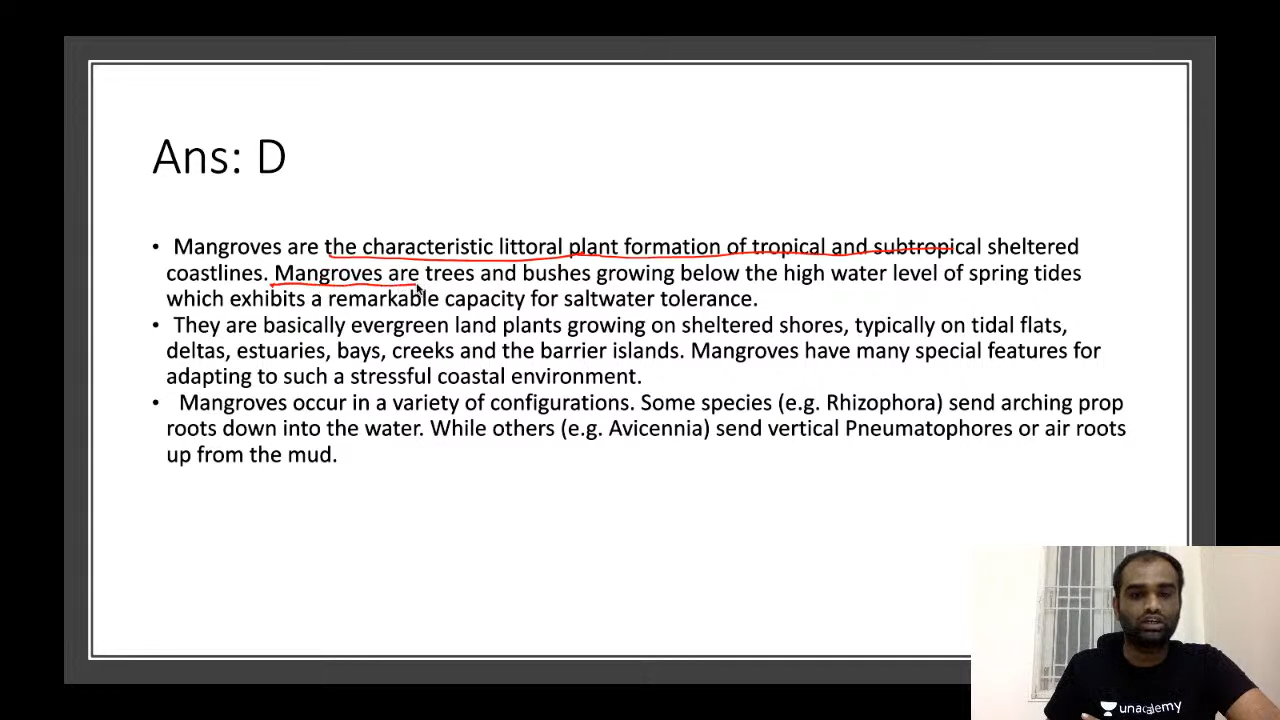 Ans: D
• Mangroves are the characteristic littoral plant formation of tropical and subtropical sheltered
coastlines. Mangroves are trees and bushes growing below the high water level of spring tides
which exhibits a remarkable capacity for saltwater tolerance.
• They are basically evergreen land plants growing on sheltered shores, typically on tidal flats,
deltas, estuaries, bays, creeks and the barrier islands. Mangroves have many special features for
adapting to such a stressful coastal environment.
• Mangroves occur in a variety of configurations. Some species (e.g. Rhizophora) send arching prop
roots down into the water. While others (e.g. Avicennia) send vertical Pneumatophores or air roots
up from the mud.
unacademy